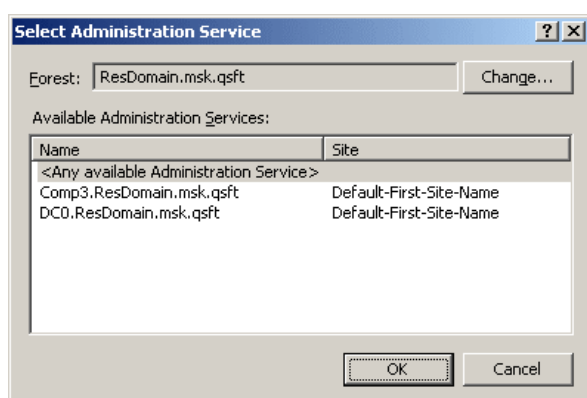 Select Administration Service
Forest: ResDomain.msk.qsft Change...
Available Administration Services:
Name Site
<Any available Administration Service>
Comp3.ResDomain.msk.qsft Default-First-Site-Name
DC0.ResDomain.msk.qsft Default-First-Site-Name
OK Cancel